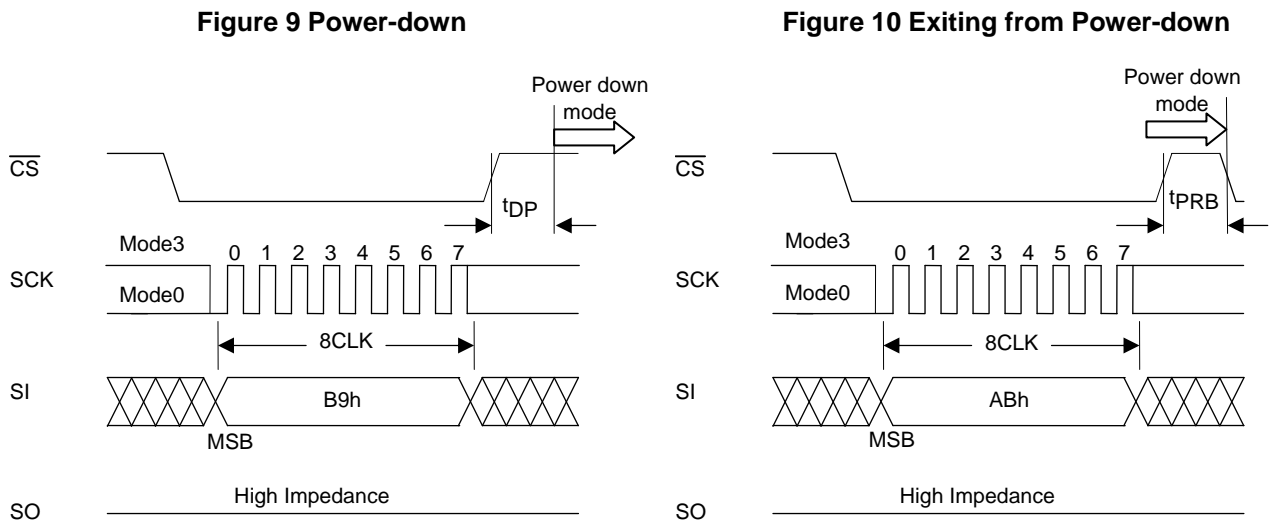 Figure 9 Power-down
Power down
mode
CS
tDP
Mode3
0 1 2 3 4 5 6 7
SCK
Mode0
8CLK
SI
B9h
MSB
High Impedance
SO
Figure 10 Exiting from Power-down
Power down
mode
CS
tPRB
Mode3
0 1 2 3 4 5 6 7
SCK
Mode0
8CLK
SI
ABh
MSB
High Impedance
SO